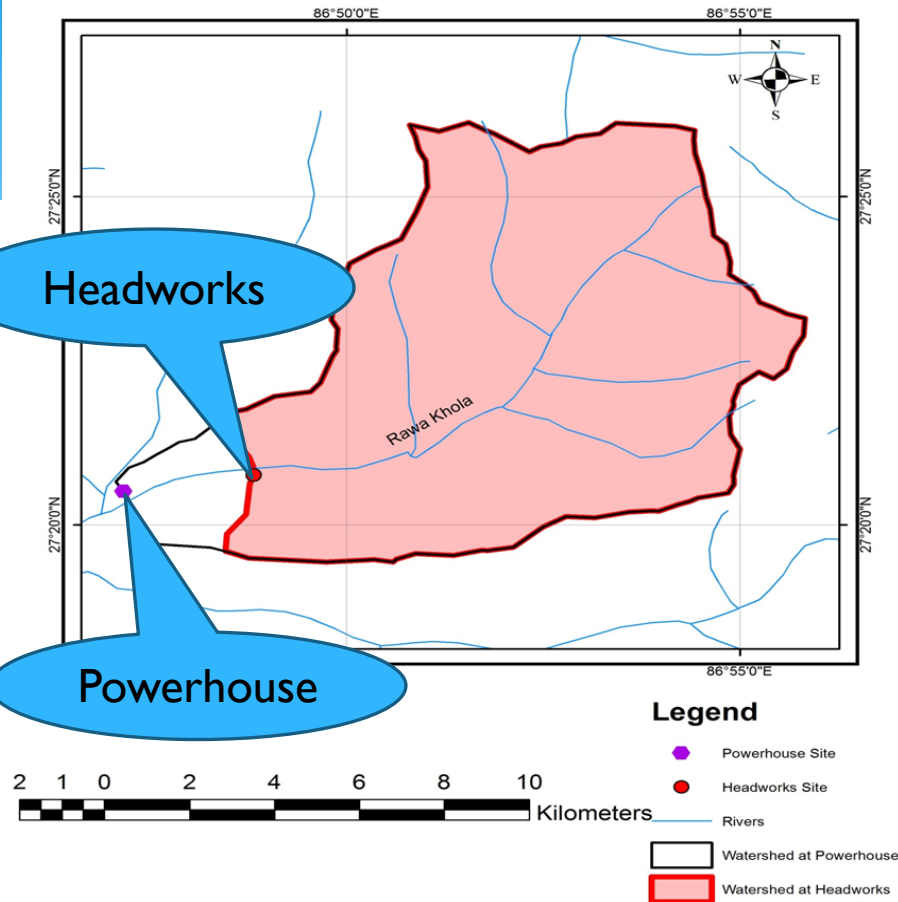 86°50'0"E
86°55'0"E
N
W
E
S
27°25'0"N
27°25'0"N
Headworks
Rawa Khola
27°20'0"N
27°20'0"N
Powerhouse
86°55'0"E
Legend
Powerhouse Site
Headworks Site
Rivers
Watershed at Powerhouse
Watershed at Headworks
2 1 0 2 4 6 8 10
Kilometers